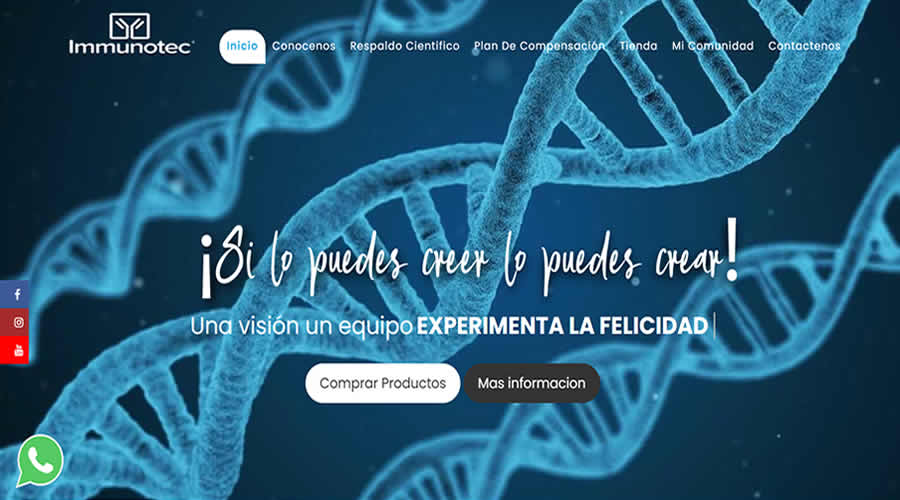 Immunotec
Inicio Conocenos Respaldo Científico Plan De Compensación Tienda Mi Comunidad Contactenos
¡Si lo puedes creer lo puedes crear!
Una visión un equipo EXPERIMENTA LA FELICIDAD
Comprar Productos Mas informacion